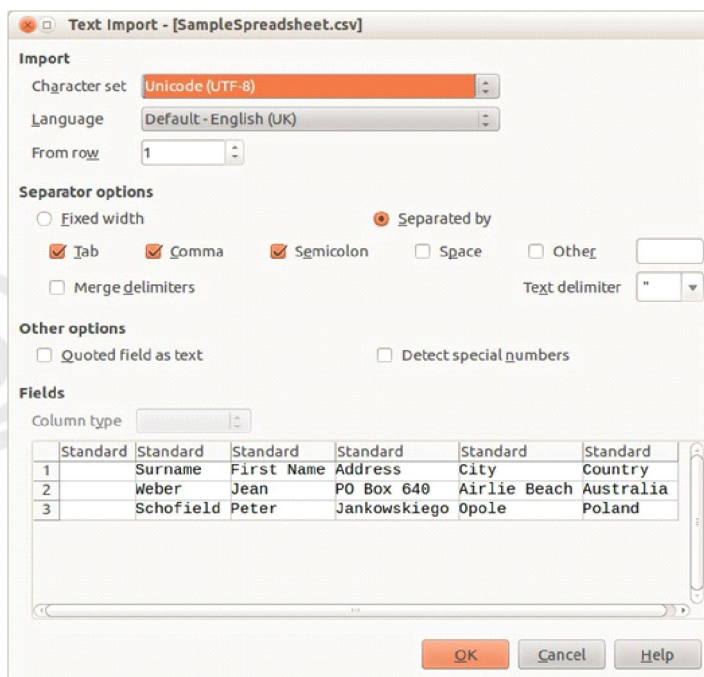 Text Import - [SampleSpreadsheet.csv]
Import
Character set Unicode (UTF-8)
Language Default - English (UK)
From row 1
Separator options
Fixed width Separated by
Tab Comma Semicolon Space Other
Merge delimiters Text delimiter "
Other options
Quoted field as text Detect special numbers
Fields
Column type
Standard Standard Standard Standard Standard Standard
1 Surname First Name Address City Country
2 Weber Jean PO Box 640 Airlie Beach Australia
3 Schofield Peter Jankowskiego Opole Poland
OK Cancel Help